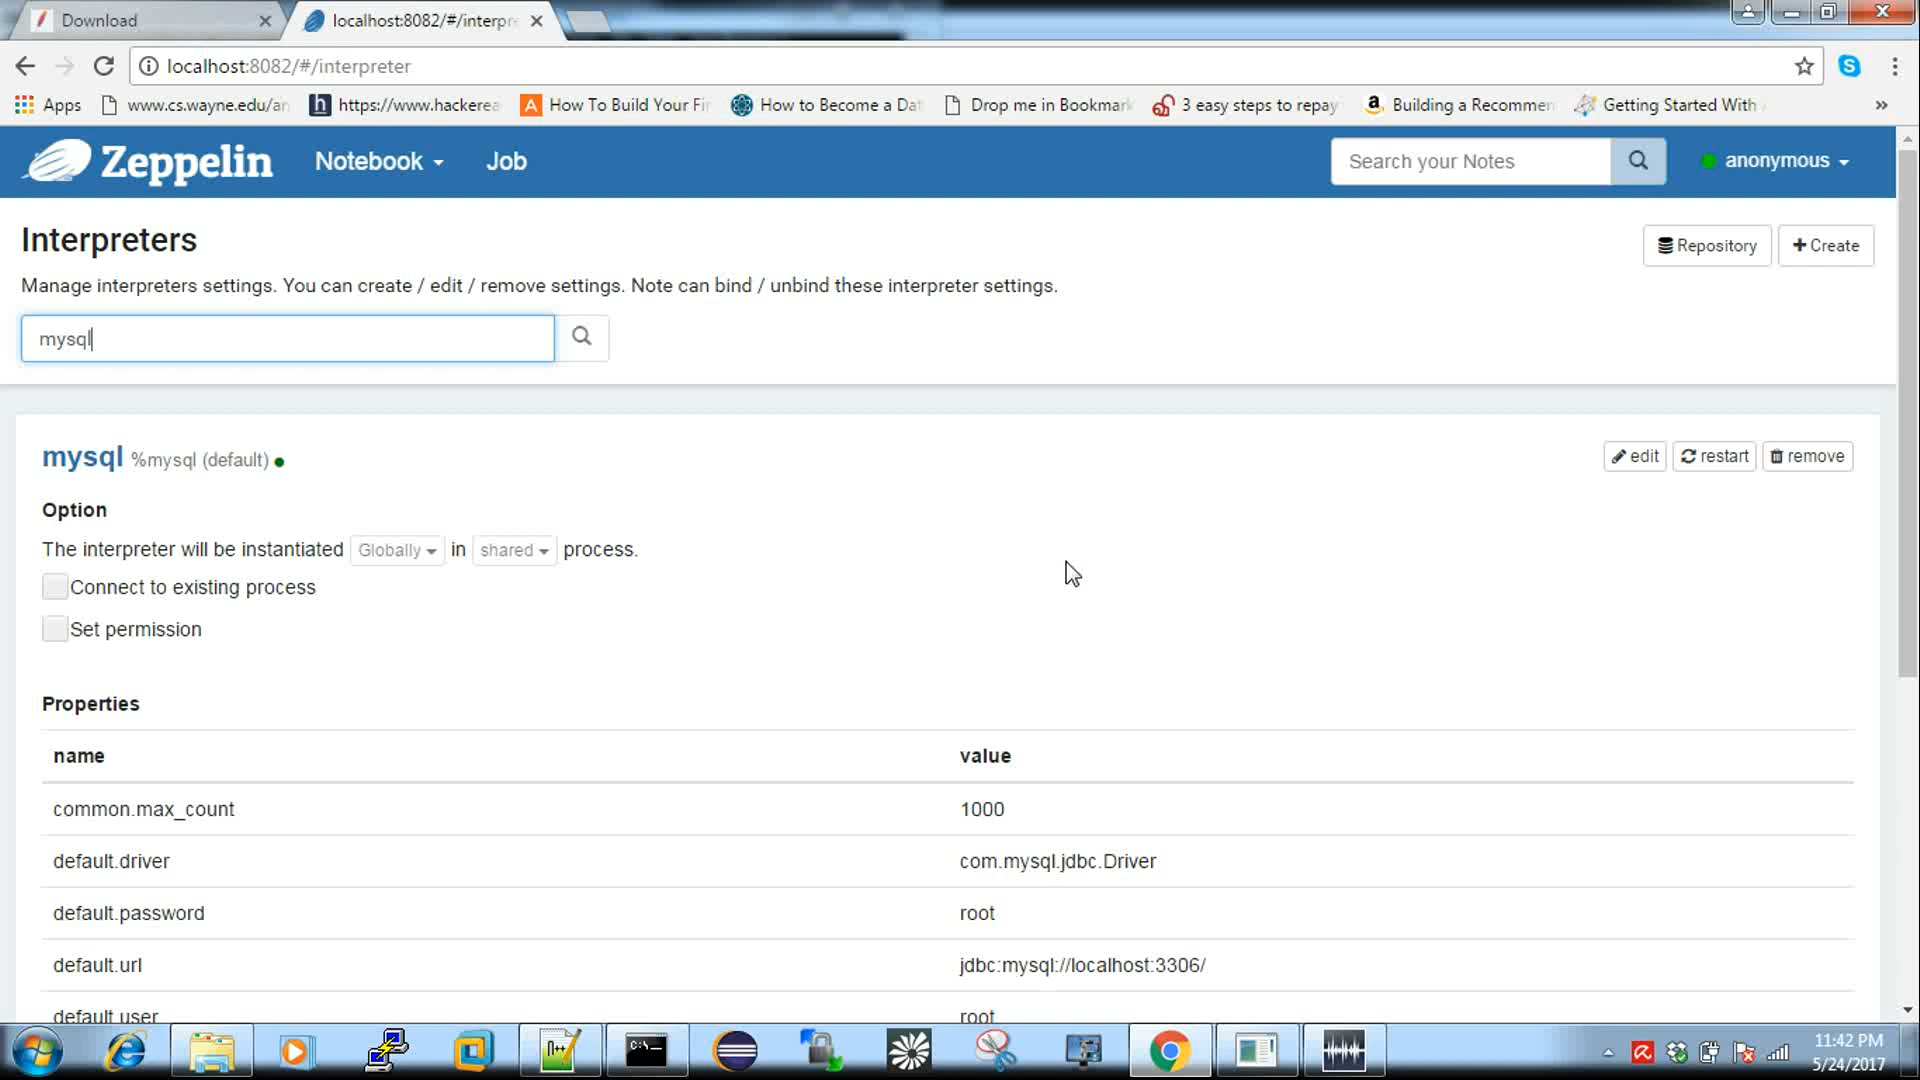 Download
localhost:8082/#/interpre
localhost:8082/#/interpreter
Apps
www.cs.wayne.edu/an
https://www.hackerea
How To Build Your Fi
How to Become a Dat
Drop me in Bookmark
3 easy steps to repay
Building a Recommen
Getting Started With
»
Zeppelin
Notebook
Job
Search your Notes
anonymous
Interpreters
Repository
+ Create
Manage interpreters settings. You can create / edit / remove settings. Note can bind / unbind these interpreter settings.
mysql
mysql %mysql (default)
edit
restart
remove
Option
The interpreter will be instantiated Globally in shared process.
Connect to existing process
Set permission
Properties
name value
common.max_count 1000
default.driver com.mysql.jdbc.Driver
default.password root
default.url jdbc:mysql://localhost:3306/
default.user root
11:42 PM
5/24/2017